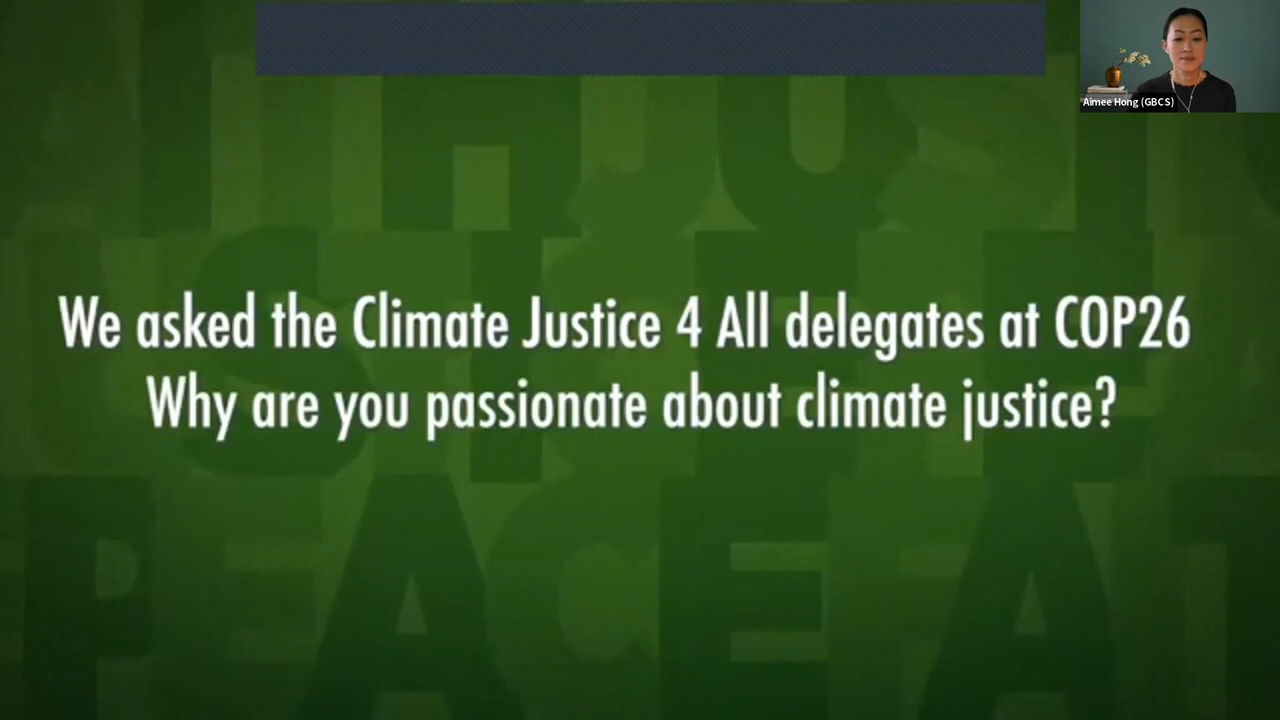 Aimee Hong (GBCS)
We asked the Climate Justice 4 All delegates at COP26
Why are you passionate about climate justice?